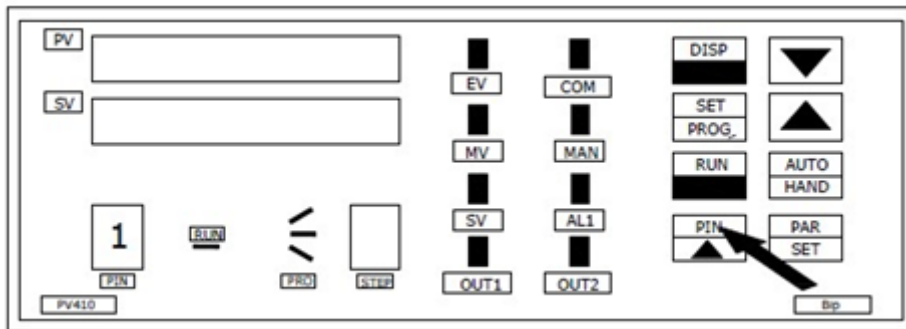 PV
SV
EV
COM
MV
MAN
SV
AL1
OUT1
OUT2
DISP
SET
PROG
RUN
AUTO
HAND
PIN
PAR
SET
1
PIN
RUN
PRO
STEP
PV410
Bip